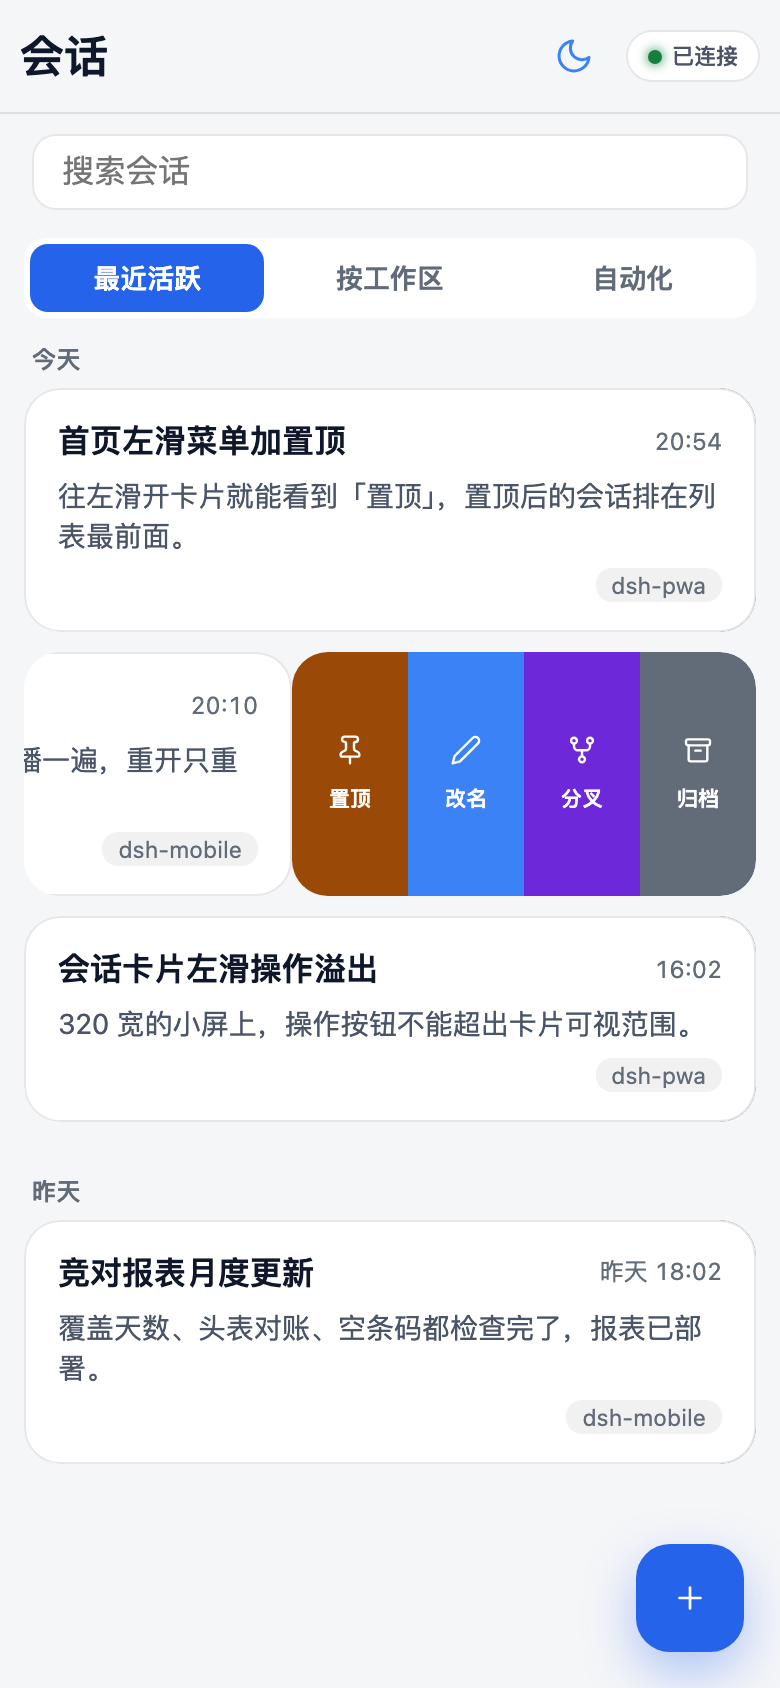 会话
已连接
搜索会话
最近活跃
按工作区
自动化
今天
首页左滑菜单加置顶
20:54
往左滑开卡片就能看到「置顶」，置顶后的会话排在列
表最前面。
dsh-pwa
20:10
一遍，重开只重
dsh-mobile
置顶
改名
分叉
归档
会话卡片左滑操作溢出
16:02
320 宽的小屏上，操作按钮不能超出卡片可视范围。
dsh-pwa
昨天
竞对报表月度更新
昨天 18:02
覆盖天数、头表对账、空条码都检查完了，报表已部
署。
dsh-mobile